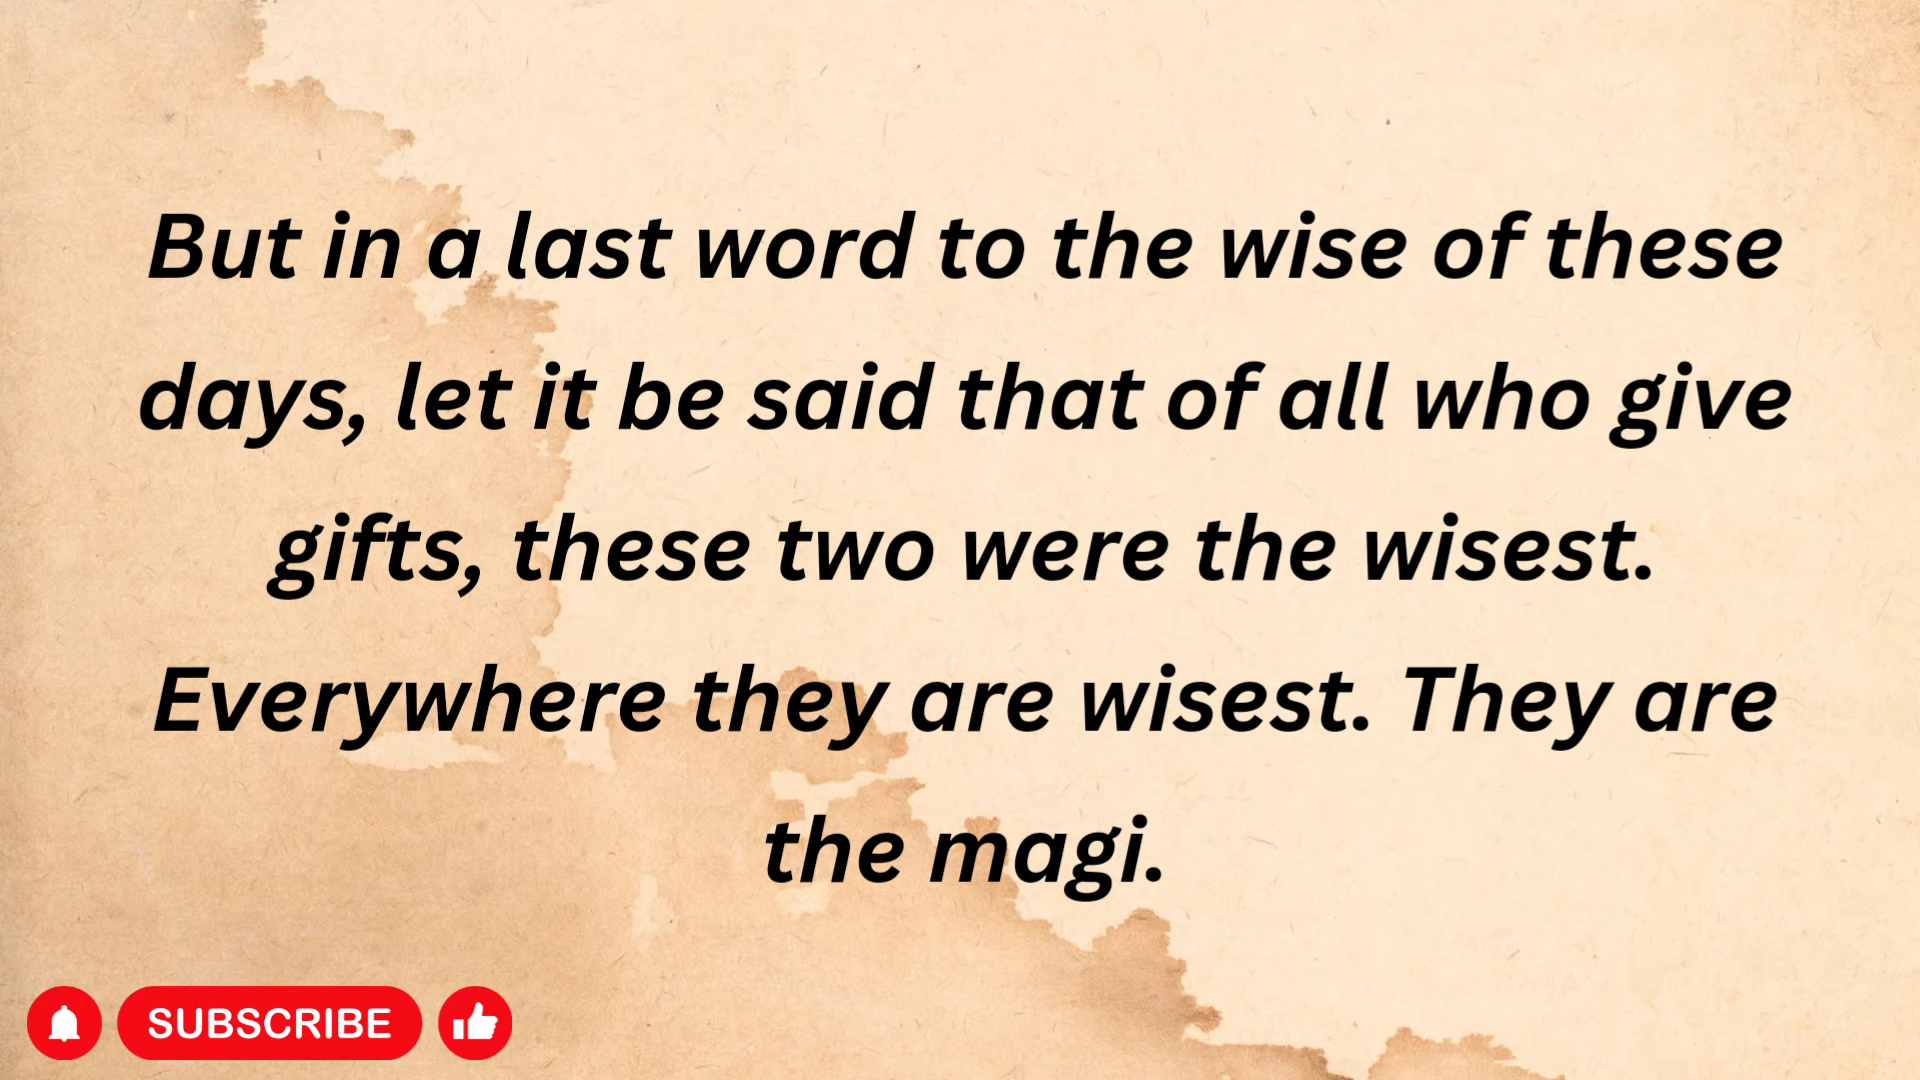 But in a last word to the wise of these
days, let it be said that of all who give
gifts, these two were the wisest.
Everywhere they are wisest. They are
the magi.
SUBSCRIBE